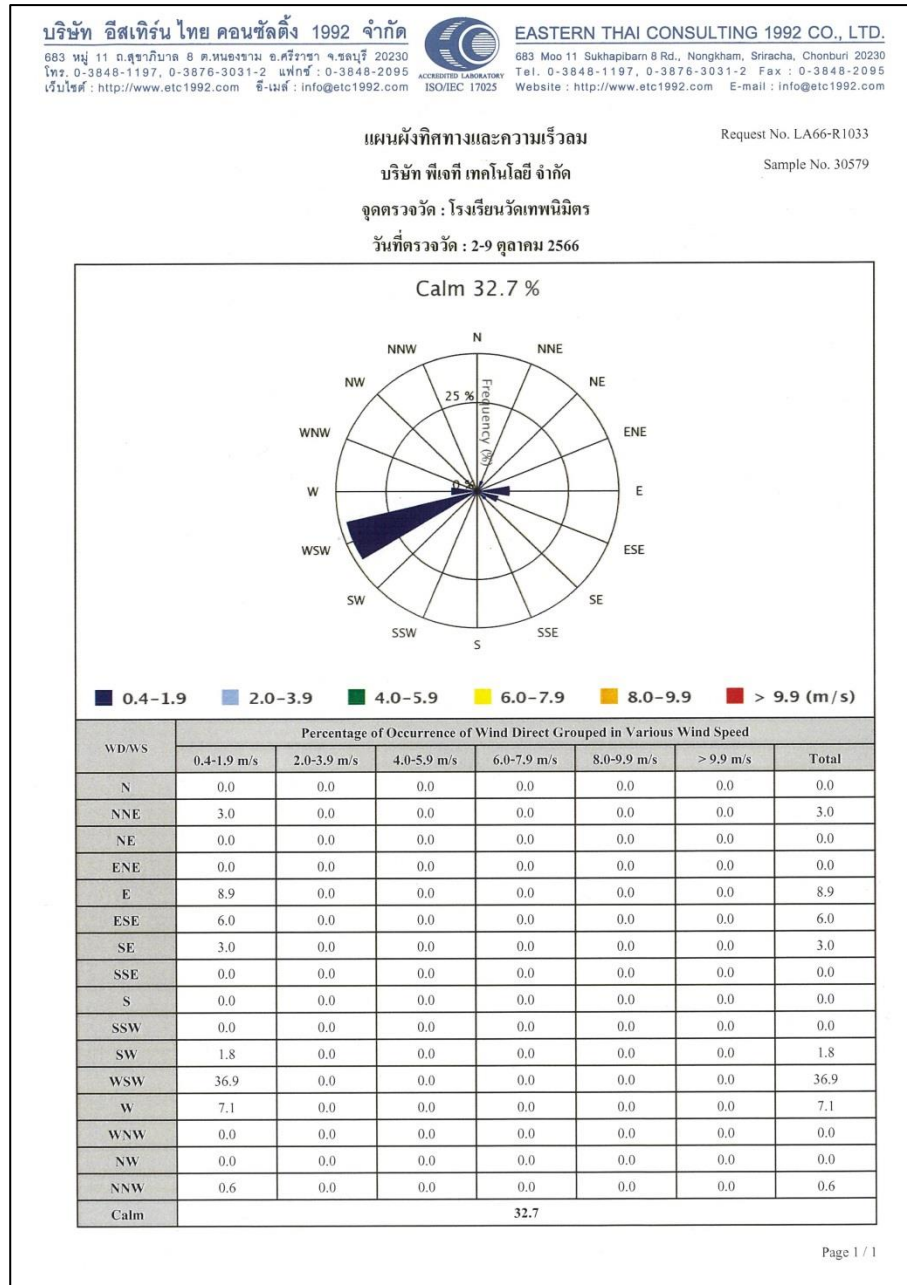 บริษัท อีสเทิร์น ไทย คอนซัลติ้ง 1992 จำกัด
683 หมู่ 11 ถ.สุขาภิบาล 8 ต.หนองขาม อ.ศรีราชา จ.ชลบุรี 20230
โทร. 0-3848-1197, 0-3876-3031-2 แฟกซ์ : 0-3848-2095
เว็บไซต์ : http://www.etc1992.com อี-เมล์ : info@etc1992.com
ACCREDITED LABORATORY
ISO/IEC 17025
EASTERN THAI CONSULTING 1992 CO., LTD.
683 Moo 11 Sukhapibarn 8 Rd., Nongkham, Sriracha, Chonburi 20230
Tel. 0-3848-1197, 0-3876-3031-2 Fax : 0-3848-2095
Website : http://www.etc1992.com E-mail : info@etc1992.com
แผนผังทิศทางและความเร็วลม
Request No. LA66-R1033
บริษัท พีเจที เทคโนโลยี จำกัด
Sample No. 30579
จุดตรวจวัด : โรงเรียนวัดเทพนิมิตร
วันที่ตรวจวัด : 2-9 ตุลาคม 2566
Calm 32.7 %
N
NNW NNE
NW NE
25 %
Frequency (%)
WNW ENE
0 %
W E
WSW ESE
SW SE
SSW SSE
S
0.4-1.9 2.0-3.9 4.0-5.9 6.0-7.9 8.0-9.9 > 9.9 (m/s)
WD/WS Percentage of Occurrence of Wind Direct Grouped in Various Wind Speed
0.4-1.9 m/s 2.0-3.9 m/s 4.0-5.9 m/s 6.0-7.9 m/s 8.0-9.9 m/s > 9.9 m/s Total
N 0.0 0.0 0.0 0.0 0.0 0.0 0.0
NNE 3.0 0.0 0.0 0.0 0.0 0.0 3.0
NE 0.0 0.0 0.0 0.0 0.0 0.0 0.0
ENE 0.0 0.0 0.0 0.0 0.0 0.0 0.0
E 8.9 0.0 0.0 0.0 0.0 0.0 8.9
ESE 6.0 0.0 0.0 0.0 0.0 0.0 6.0
SE 3.0 0.0 0.0 0.0 0.0 0.0 3.0
SSE 0.0 0.0 0.0 0.0 0.0 0.0 0.0
S 0.0 0.0 0.0 0.0 0.0 0.0 0.0
SSW 0.0 0.0 0.0 0.0 0.0 0.0 0.0
SW 1.8 0.0 0.0 0.0 0.0 0.0 1.8
WSW 36.9 0.0 0.0 0.0 0.0 0.0 36.9
W 7.1 0.0 0.0 0.0 0.0 0.0 7.1
WNW 0.0 0.0 0.0 0.0 0.0 0.0 0.0
NW 0.0 0.0 0.0 0.0 0.0 0.0 0.0
NNW 0.6 0.0 0.0 0.0 0.0 0.0 0.6
Calm 32.7
Page 1 / 1